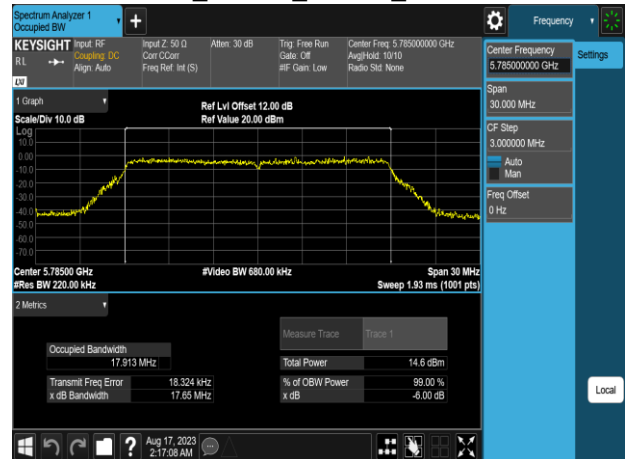 Spectrum Analyzer 1
Occupied BW
Frequency
KEYSIGHT
R L
LXI
Input: RF
Coupling: DC
Align: Auto
Input Z: 50 Ω
Corr CCorr
Freq Ref: Int (S)
Atten: 30 dB
Trig: Free Run
Gate: Off
#IF Gain: Low
Center Freq: 5.785000000 GHz
Avg|Hold: 10/10
Radio Std: None
Center Frequency
5.785000000 GHz
Settings
Span
30.000 MHz
CF Step
3.000000 MHz
Auto
Man
Freq Offset
0 Hz
Local
1 Graph
Scale/Div 10.0 dB
Ref Lvl Offset 12.00 dB
Ref Value 20.00 dBm
Log
10.0
0.00
-10.0
-20.0
-30.0
-40.0
-50.0
-60.0
-70.0
Center 5.78500 GHz
#Video BW 680.00 kHz
Span 30 MHz
#Res BW 220.00 kHz
Sweep 1.93 ms (1001 pts)
2 Metrics
Measure Trace
Trace 1
Occupied Bandwidth
17.913 MHz
Total Power
14.6 dBm
Transmit Freq Error
18.324 kHz
% of OBW Power
99.00 %
x dB Bandwidth
17.65 MHz
x dB
-6.00 dB
?
Aug 17, 2023
2:17:08 AM